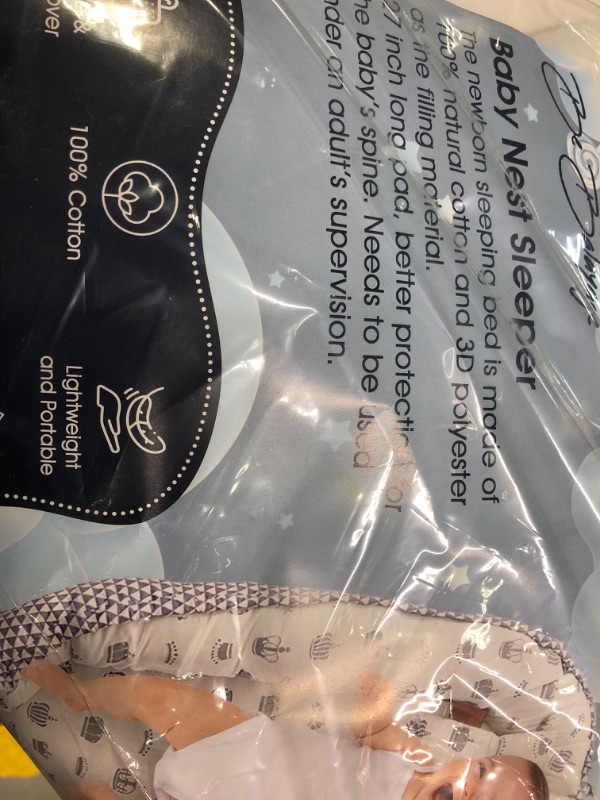 Baby Nest Sleeper
The newborn sleeping bed is made of
100% natural cotton and 3D polyester
as the filling material.
27 inch long pad, better protection for
the baby's spine. Needs to be used
under an adult's supervision.
&
over
100% Cotton
Lightweight
and Portable